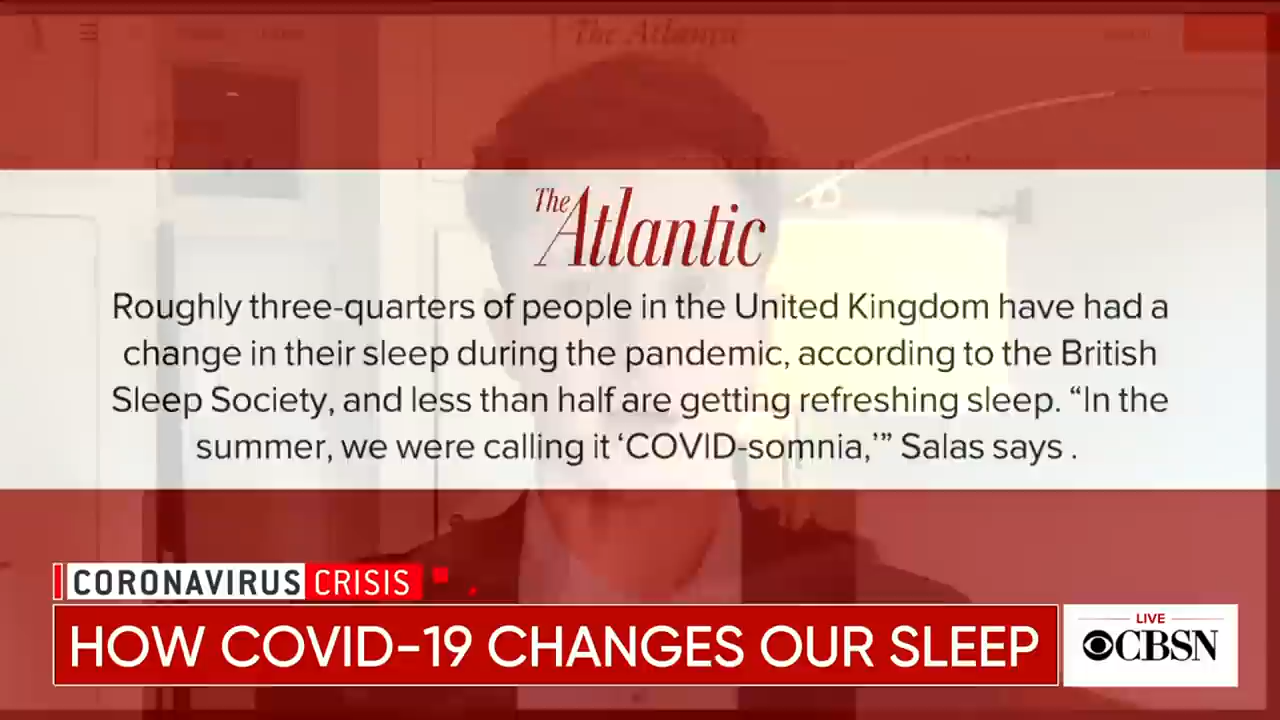 The Atlantic
The Atlantic
Roughly three-quarters of people in the United Kingdom have had a
change in their sleep during the pandemic, according to the British
Sleep Society, and less than half are getting refreshing sleep. “In the
summer, we were calling it ‘COVID-somnia,’” Salas says .
CORONAVIRUS CRISIS
HOW COVID-19 CHANGES OUR SLEEP
LIVE
CBSN